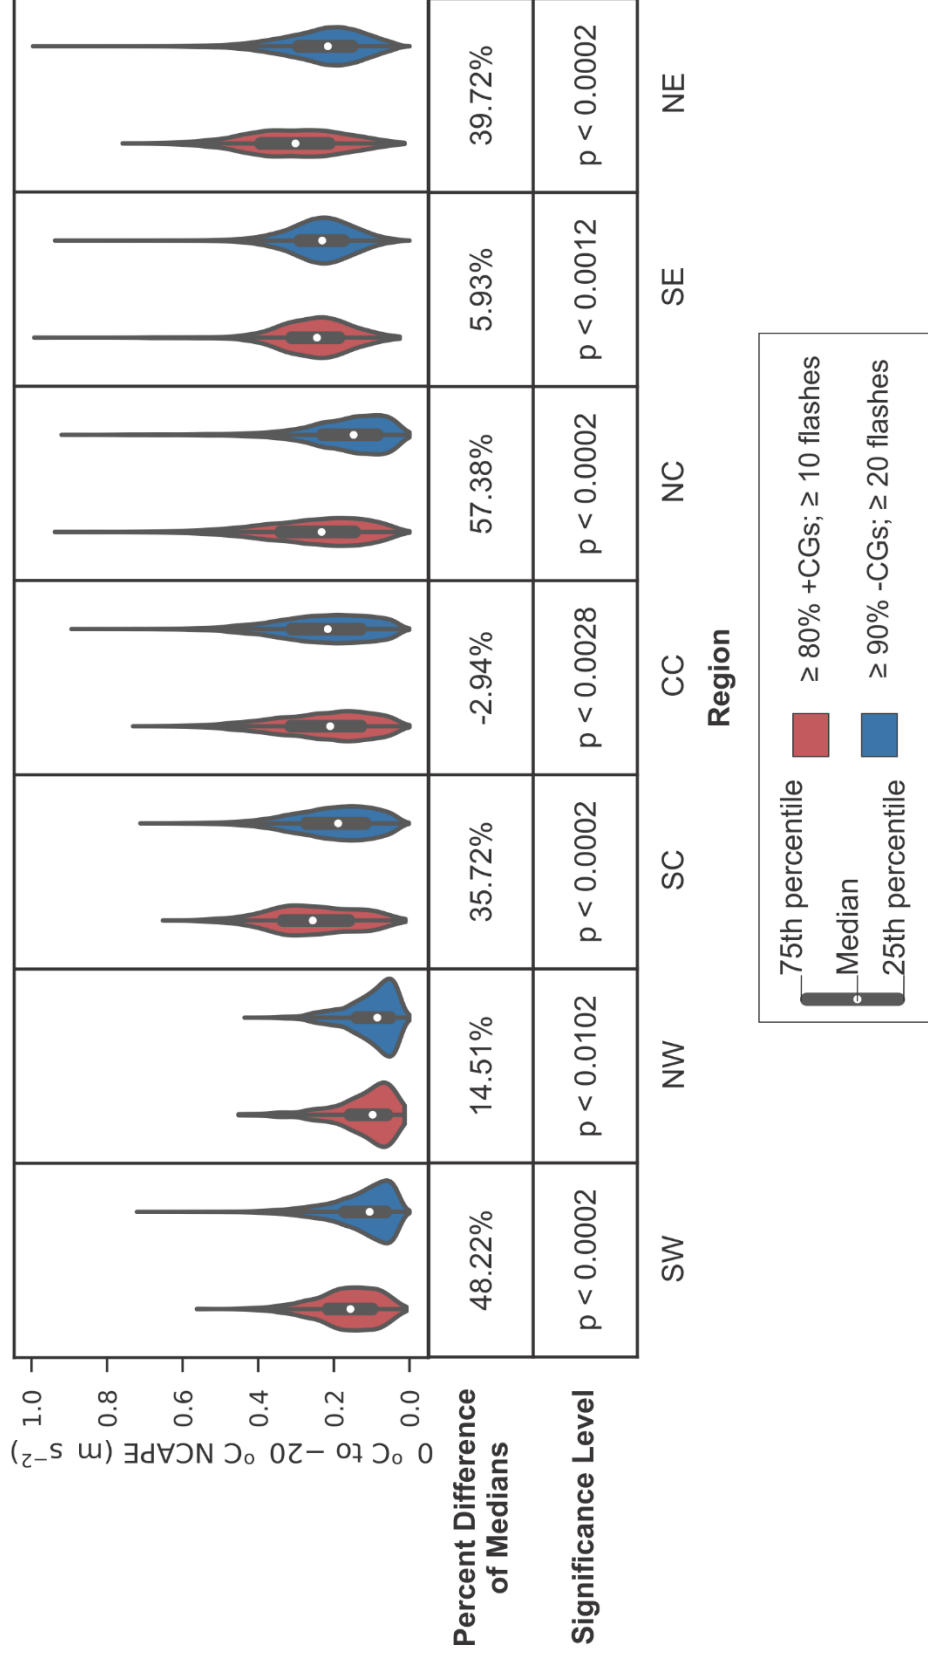 1.0
0.8
0.6
0.4
0.2
0.0
0 °C to −20 °C NCAPE (m s⁻²)
Percent Difference
of Medians
48.22% 14.51% 35.72% -2.94% 57.38% 5.93% 39.72%
Significance Level
p < 0.0002 p < 0.0102 p < 0.0002 p < 0.0028 p < 0.0002 p < 0.0012 p < 0.0002
SW NW SC CC NC SE NE
Region
75th percentile
Median
25th percentile
≥ 80% +CGs; ≥ 10 flashes
≥ 90% -CGs; ≥ 20 flashes